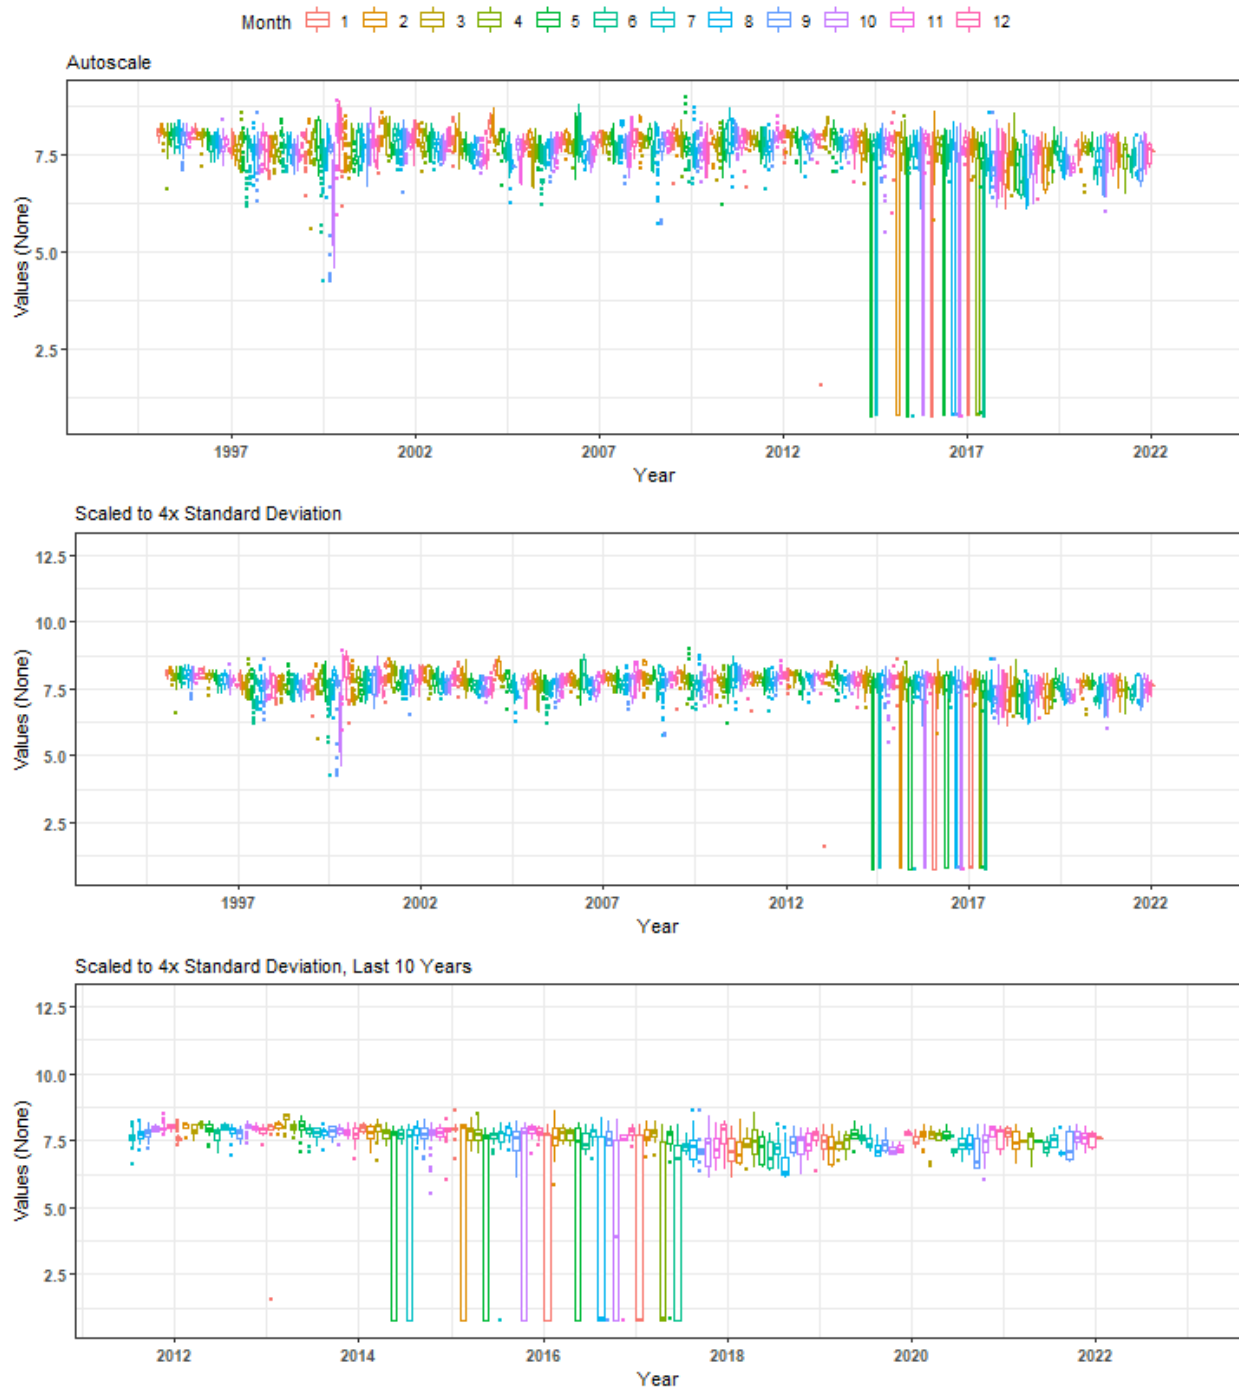 Month 1 2 3 4 5 6 7 8 9 10 11 12
Autoscale
Values (None)
7.5
5.0
2.5
1997 2002 2007 2012 2017 2022
Year
Scaled to 4x Standard Deviation
Values (None)
12.5
10.0
7.5
5.0
2.5
1997 2002 2007 2012 2017 2022
Year
Scaled to 4x Standard Deviation, Last 10 Years
Values (None)
12.5
10.0
7.5
5.0
2.5
2012 2014 2016 2018 2020 2022
Year